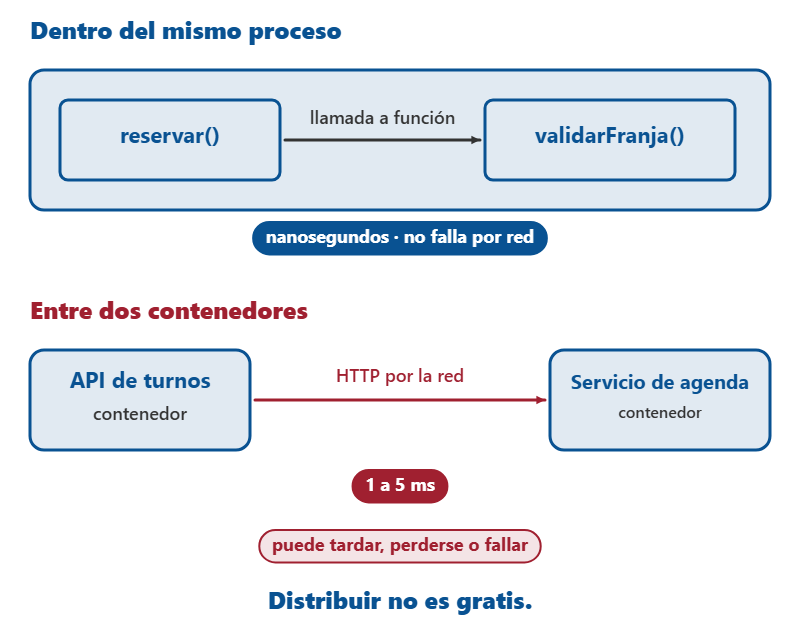 Dentro del mismo proceso
reservar()
llamada a función
validarFranja()
nanosegundos · no falla por red
Entre dos contenedores
API de turnos
contenedor
HTTP por la red
Servicio de agenda
contenedor
1 a 5 ms
puede tardar, perderse o fallar
Distribuir no es gratis.